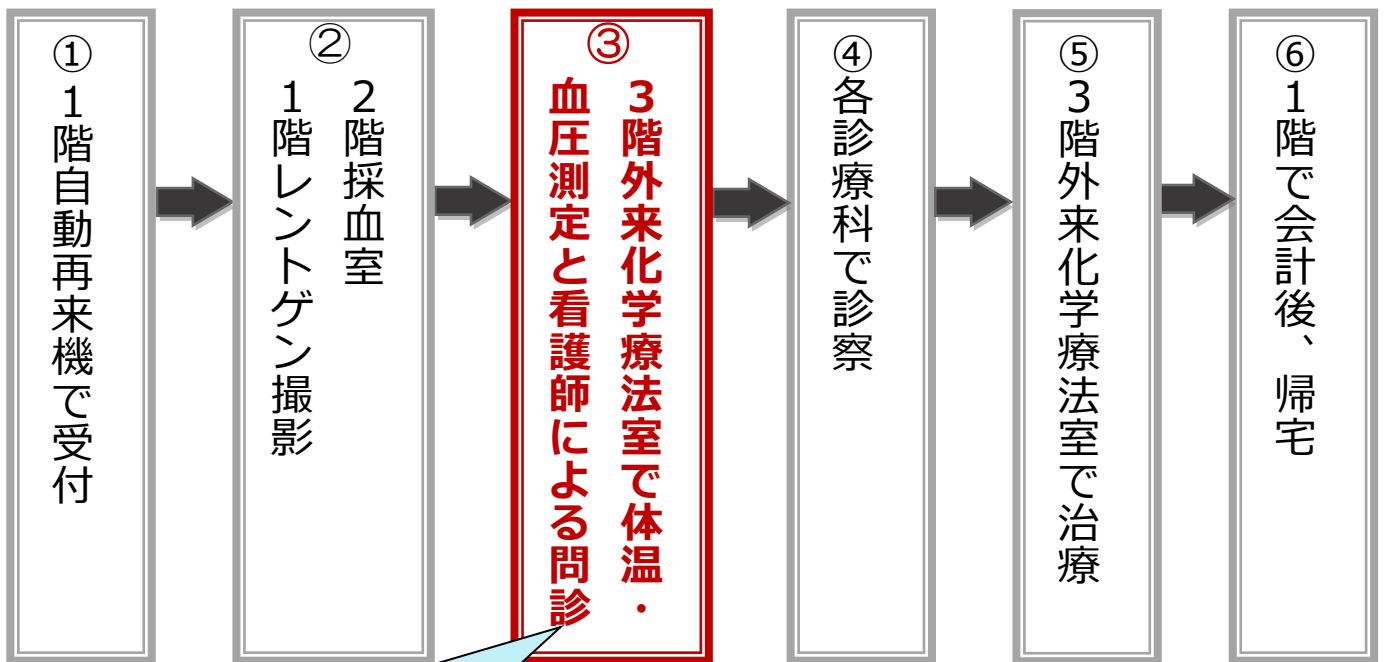 ①
１階自動再来機で受付
②
２階採血室
１階レントゲン撮影
③
３階外来化学療法室で体温・
血圧測定と看護師による問診
④
各診療科で診察
⑤
３階外来化学療法室で治療
⑥
１階で会計後、帰宅